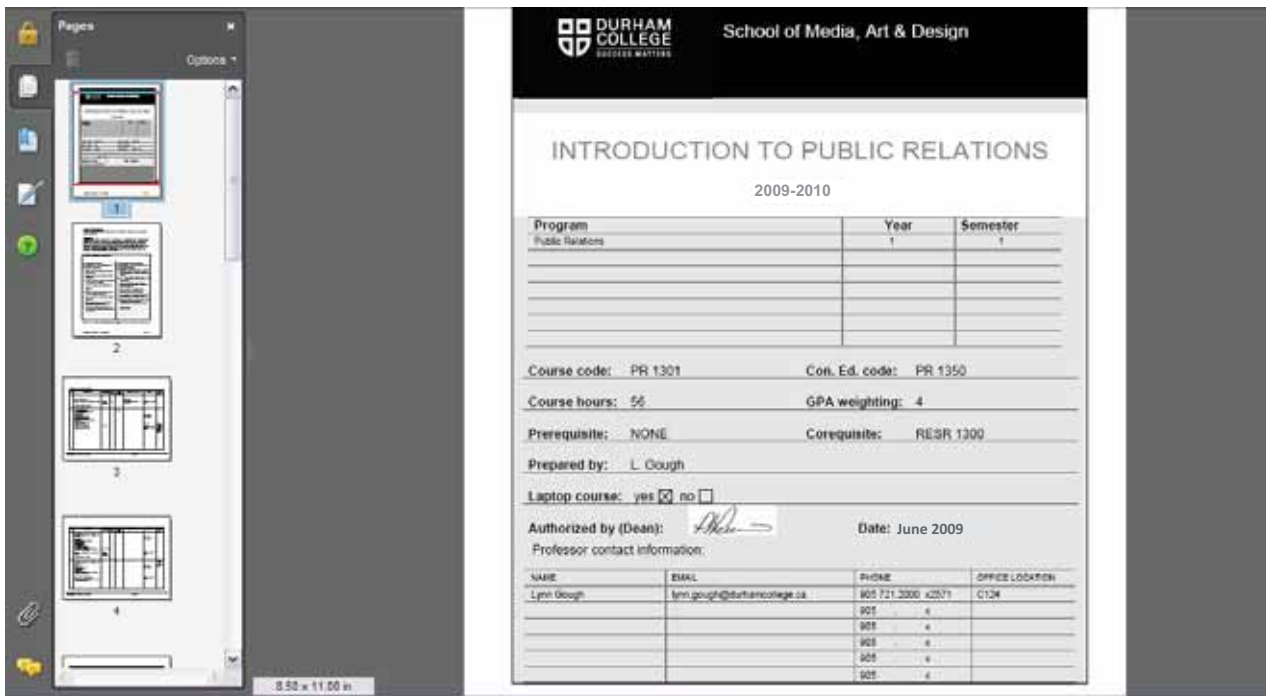 Pages
Options
1
2
3
4
8.50 x 11.00 in
DURHAM
COLLEGE
SUCCESS MATTERS
School of Media, Art & Design
INTRODUCTION TO PUBLIC RELATIONS
2009-2010
Program Year Semester
Public Relations 1 1
Course code: PR 1301 Con. Ed. code: PR 1350
Course hours: 56 GPA weighting: 4
Prerequisite: NONE Corequisite: RESR 1300
Prepared by: L. Gough
Laptop course: yes ☒ no ☐
Authorized by (Dean): Date: June 2009
Professor contact information:
NAME EMAIL PHONE OFFICE LOCATION
Lynn Gough lynn.gough@durhamcollege.ca 905 721.2000 x2571 C124
905 . x
905 . x
905 . x
905 . x
905 . x